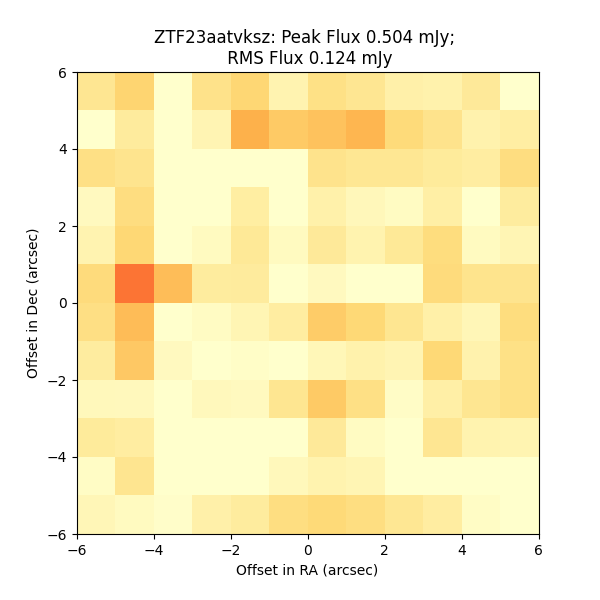 ZTF23aatvksz: Peak Flux 0.504 mJy;
RMS Flux 0.124 mJy
6
4
2
0
−2
−4
−6
Offset in Dec (arcsec)
−6 −4 −2 0 2 4 6
Offset in RA (arcsec)